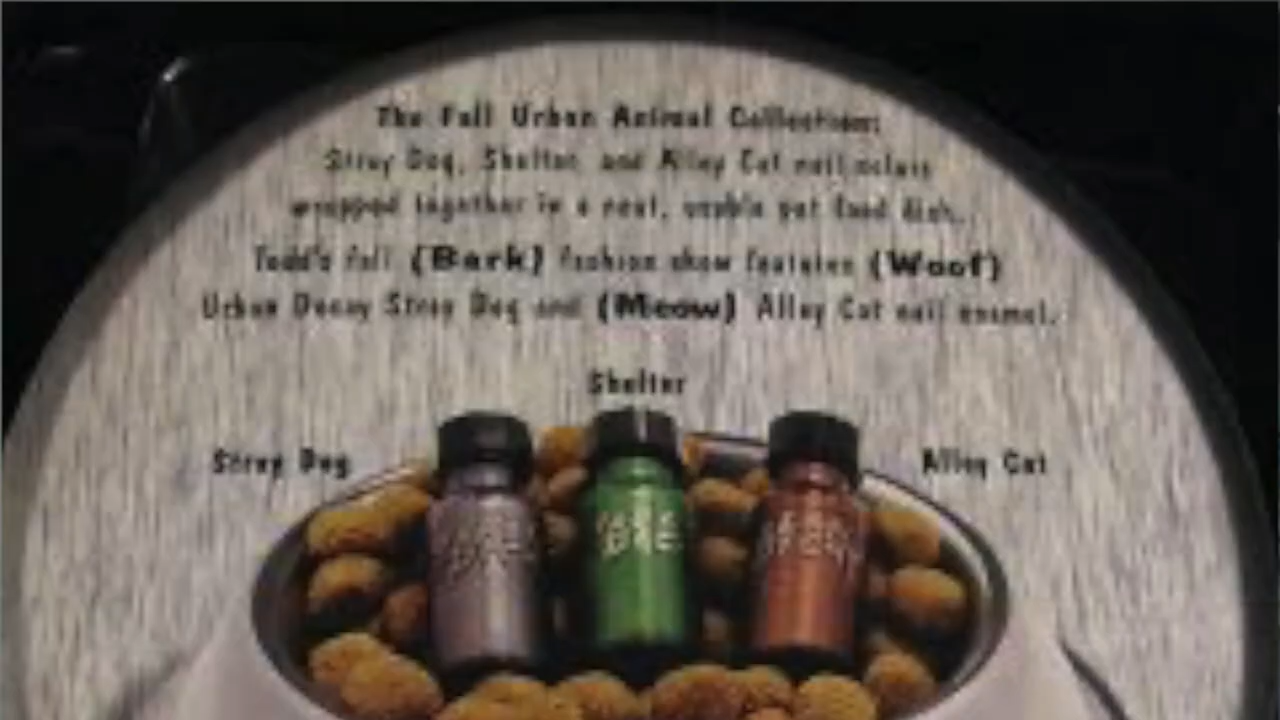 The Fall Urban Animal Collection:
Stray Dog, Shelter, and Alley Cat nail colors
wrapped together in a neat, usable pet food dish.
Todd's fall (Bark) fashion show features (Woof)
Urban Decay Stray Dog and (Meow) Alley Cat nail enamel.
Shelter
Stray Dog
Alley Cat